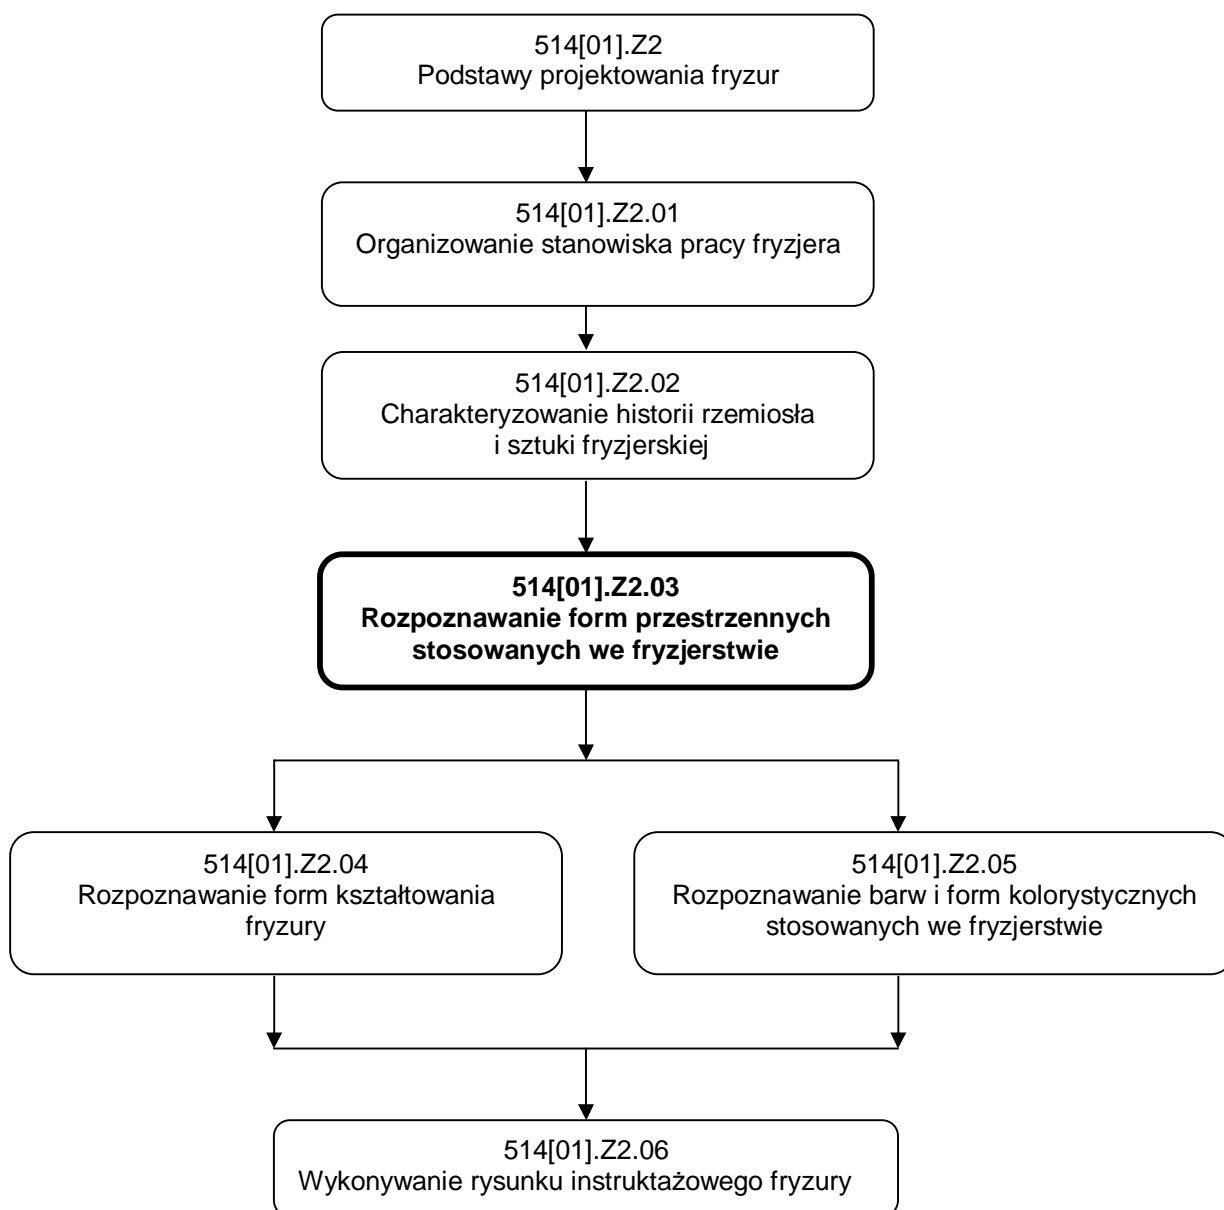 514[01].Z2
Podstawy projektowania fryzur
514[01].Z2.01
Organizowanie stanowiska pracy fryzjera
514[01].Z2.02
Charakteryzowanie historii rzemiosła
i sztuki fryzjerskiej
514[01].Z2.03
Rozpoznawanie form przestrzennych
stosowanych we fryzjerstwie
514[01].Z2.04
Rozpoznawanie form kształtowania
fryzury
514[01].Z2.05
Rozpoznawanie barw i form kolorystycznych
stosowanych we fryzjerstwie
514[01].Z2.06
Wykonywanie rysunku instruktażowego fryzury